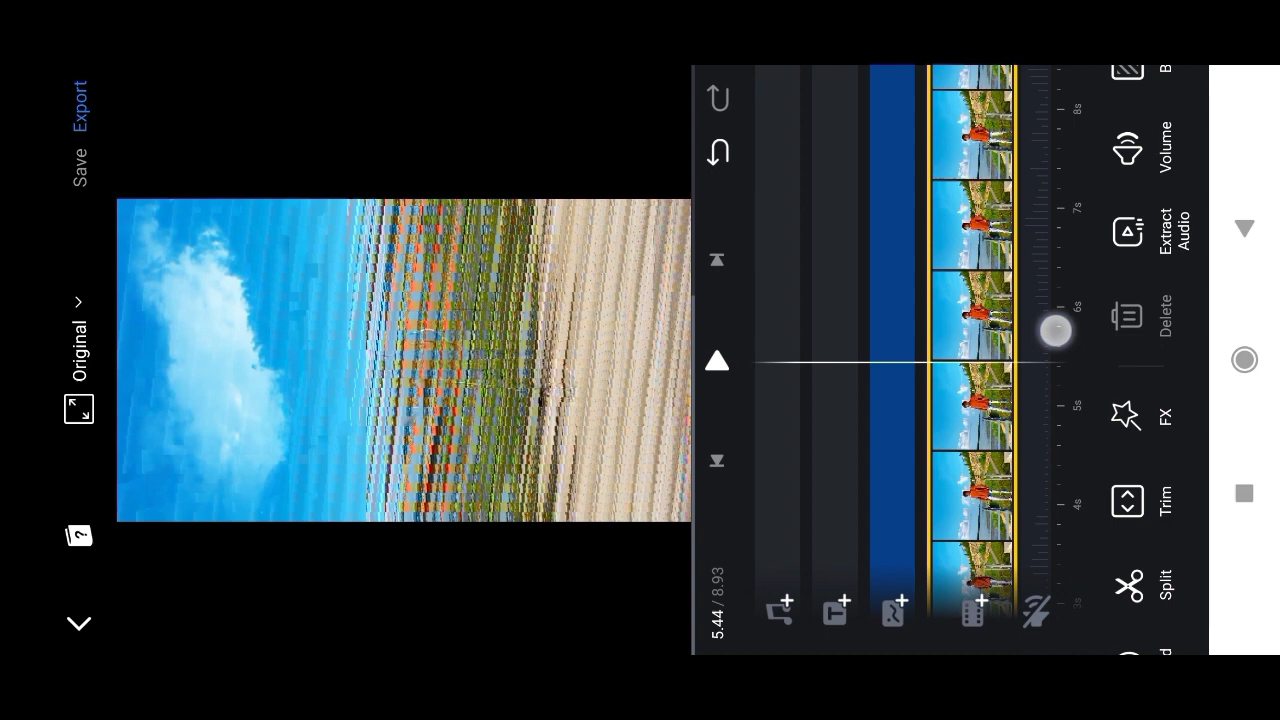 Original
Save
Export
5.44 / 8.93
3s
4s
5s
6s
7s
8s
Split
Trim
FX
Delete
Extract
Audio
Volume